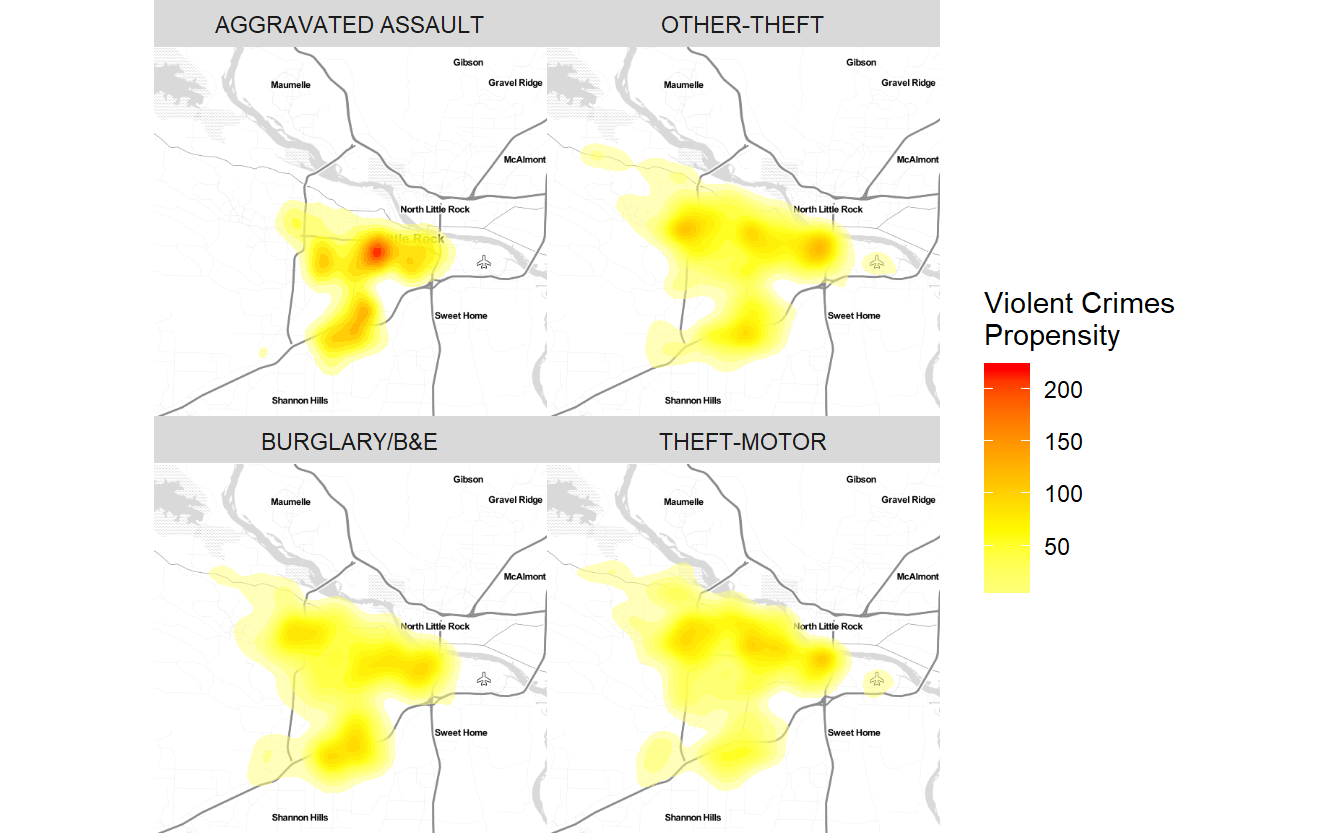 AGGRAVATED ASSAULT
OTHER-THEFT
Gibson
Maumelle
Gravel Ridge
McAlmont
North Little Rock
tle Rock
Sweet Home
Shannon Hills
Gibson
Maumelle
Gravel Ridge
McAlmont
North Little Rock
Sweet Home
Shannon Hills
Violent Crimes
Propensity
200
150
100
50
BURGLARY/B&E
THEFT-MOTOR
Gibson
Maumelle
Gravel Ridge
McAlmont
North Little Rock
Sweet Home
Shannon Hills
Gibson
Maumelle
Gravel Ridge
McAlmont
North Little Rock
Sweet Home
Shannon Hills